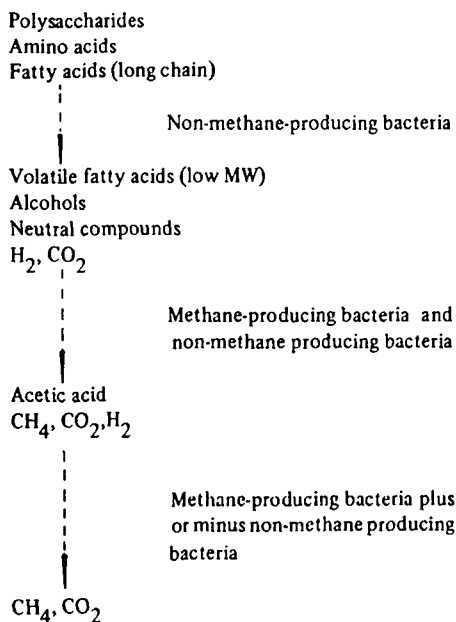 Polysaccharides
Amino acids
Fatty acids (long chain)
Non-methane-producing bacteria
Volatile fatty acids (low MW)
Alcohols
Neutral compounds
H2, CO2
Methane-producing bacteria and
non-methane producing bacteria
Acetic acid
CH4, CO2,H2
Methane-producing bacteria plus
or minus non-methane producing
bacteria
CH4, CO2